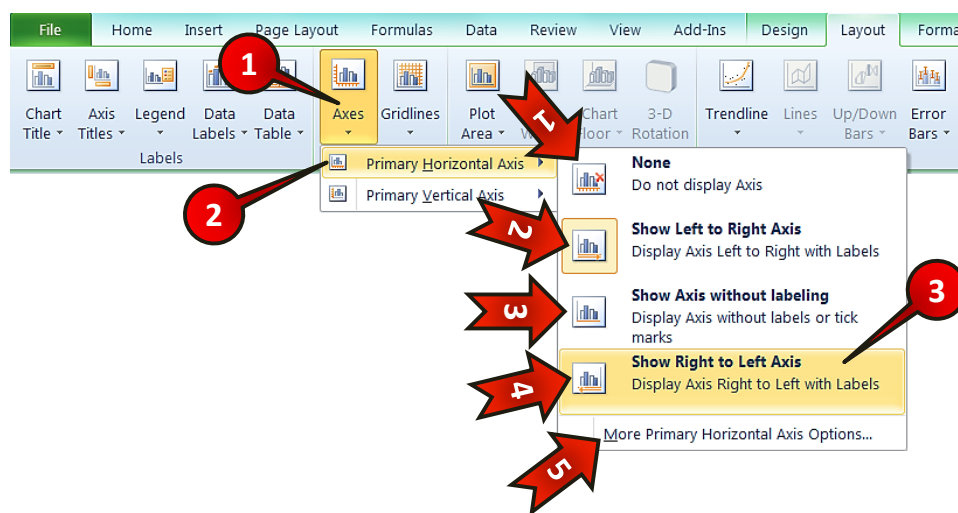 File Home Insert Page Layout Formulas Data Review View Add-Ins Design Layout Forma
1
Chart Title
Axis Titles
Legend
Data Labels
Data Table
Axes
Gridlines
Plot Area
Chart
3-D Rotation
Trendline
Lines
Up/Down Bars
Error Bars
Labels
1
2
Primary Horizontal Axis
Primary Vertical Axis
None
Do not display Axis
2
Show Left to Right Axis
Display Axis Left to Right with Labels
3
3
Show Axis without labeling
Display Axis without labels or tick
marks
4
Show Right to Left Axis
Display Axis Right to Left with Labels
5
More Primary Horizontal Axis Options...